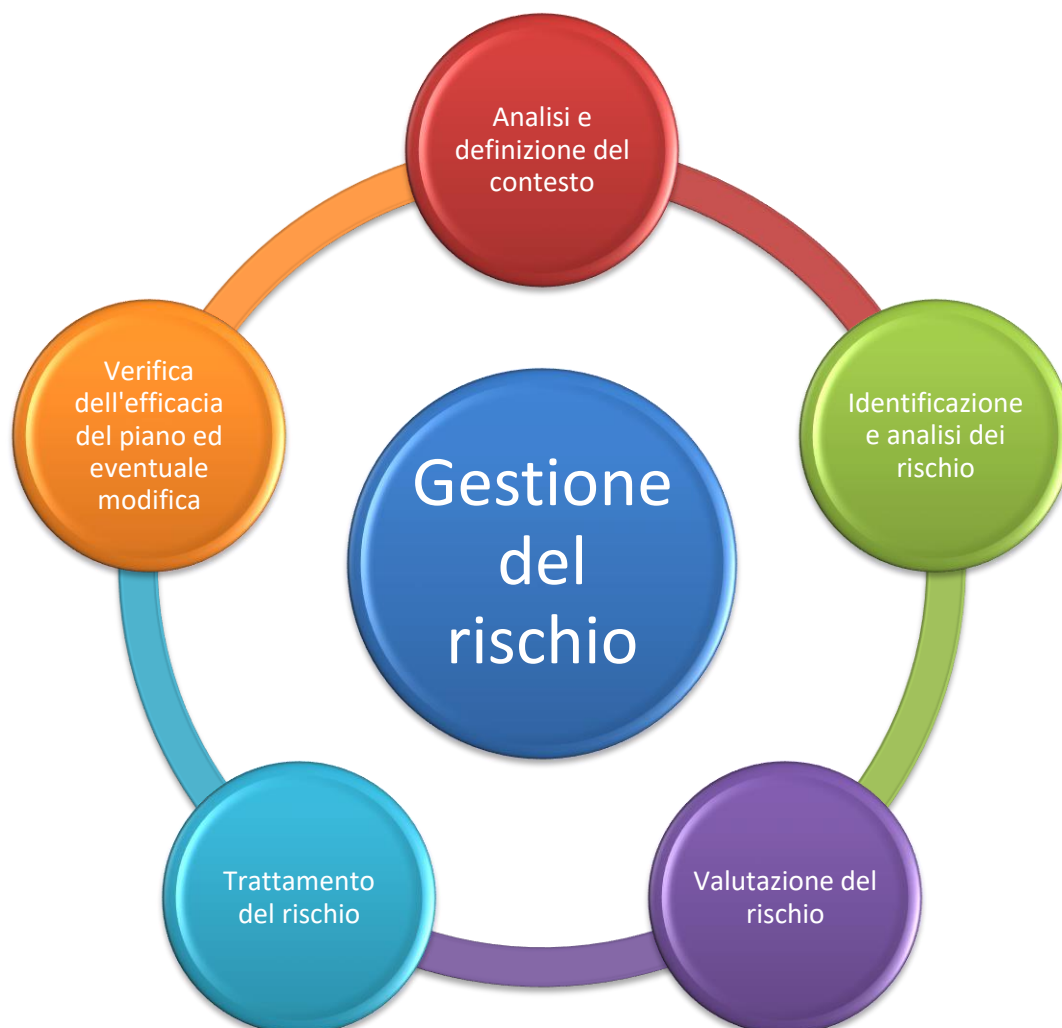 Analisi e
definizione del
contesto
Identificazione
e analisi dei
rischio
Valutazione del
rischio
Trattamento
del rischio
Verifica
dell'efficacia
del piano ed
eventuale
modifica
Gestione
del
rischio